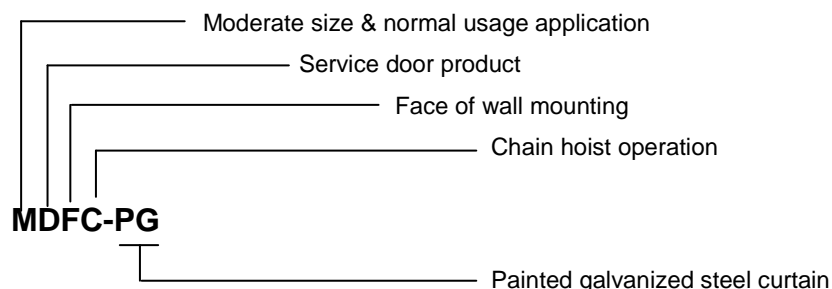 Moderate size & normal usage application
Service door product
Face of wall mounting
Chain hoist operation
MDFC-PG
Painted galvanized steel curtain